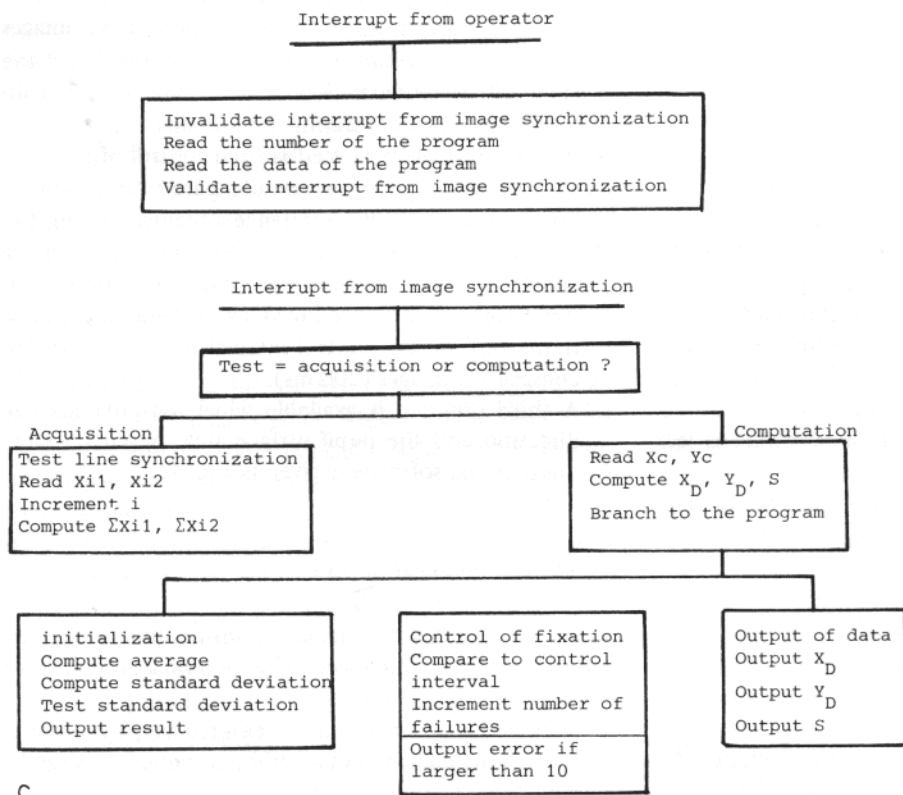 Interrupt from operator
Invalidate interrupt from image synchronization
Read the number of the program
Read the data of the program
Validate interrupt from image synchronization
Interrupt from image synchronization
Test = acquisition or computation ?
Acquisition
Test line synchronization
Read Xi1, Xi2
Increment i
Compute ΣXi1, ΣXi2
Computation
Read Xc, Yc
Compute X_D, Y_D, S
Branch to the program
initialization
Compute average
Compute standard deviation
Test standard deviation
Output result
Control of fixation
Compare to control
interval
Increment number of
failures
Output error if
larger than 10
Output of data
Output X_D
Output Y_D
Output S
C